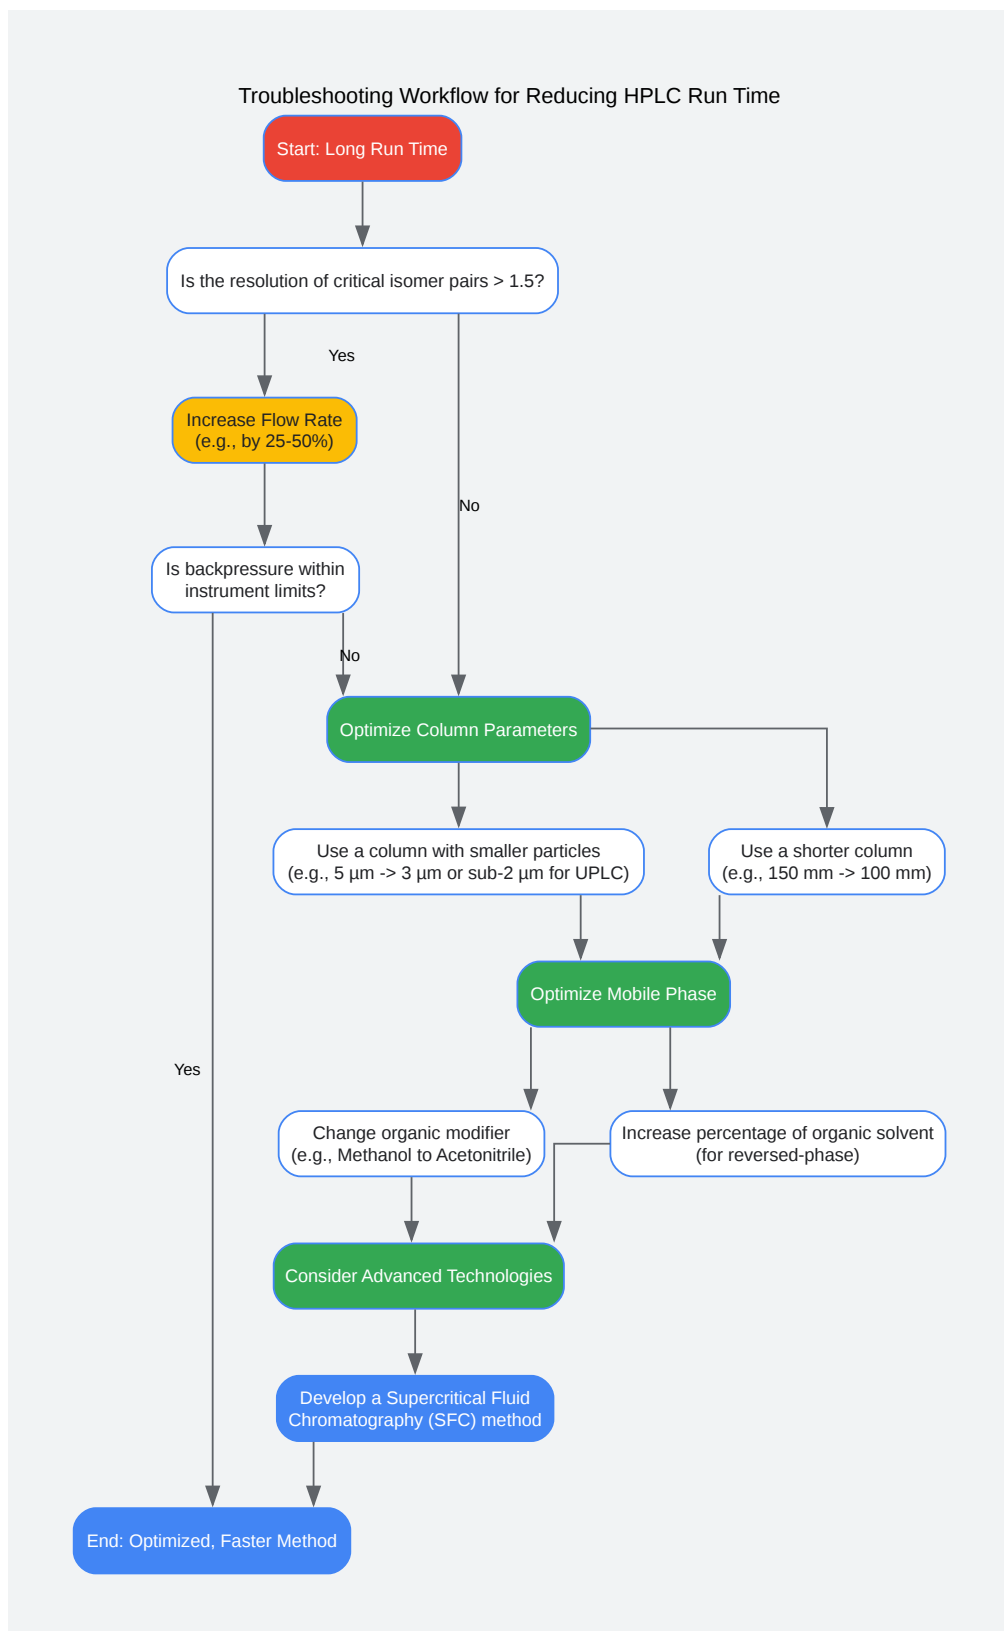 Troubleshooting Workflow for Reducing HPLC Run Time
Start: Long Run Time
Is the resolution of critical isomer pairs > 1.5?
Yes
Increase Flow Rate
(e.g., by 25-50%)
No
Is backpressure within
instrument limits?
No
Optimize Column Parameters
Use a column with smaller particles
(e.g., 5 µm -> 3 µm or sub-2 µm for UPLC)
Use a shorter column
(e.g., 150 mm -> 100 mm)
Optimize Mobile Phase
Yes
Change organic modifier
(e.g., Methanol to Acetonitrile)
Increase percentage of organic solvent
(for reversed-phase)
Consider Advanced Technologies
Develop a Supercritical Fluid
Chromatography (SFC) method
End: Optimized, Faster Method